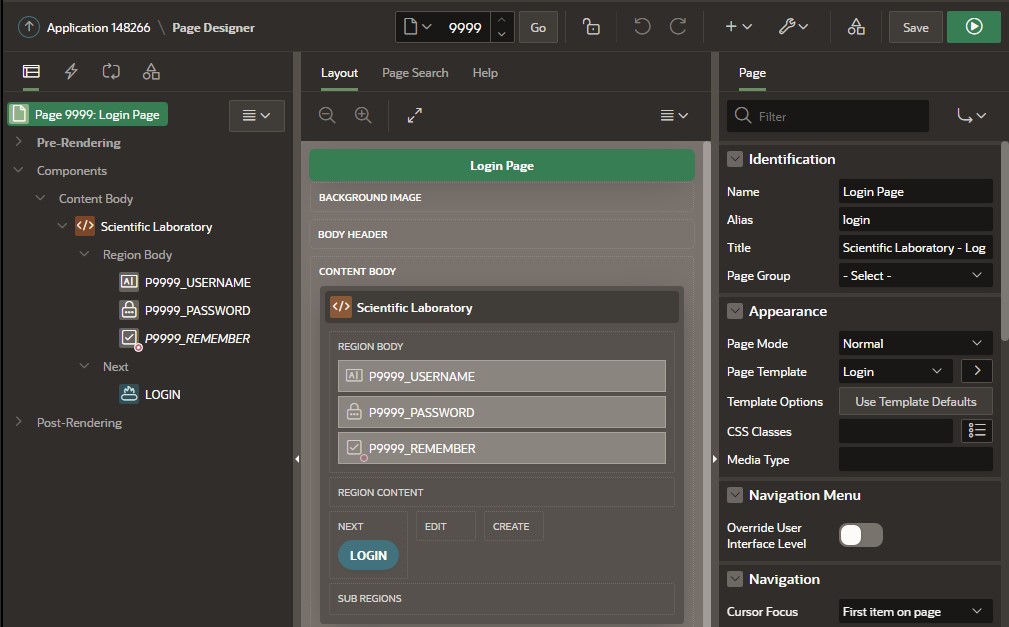 Application 148266 \ Page Designer
9999
Go
Save
Page 9999: Login Page
Pre-Rendering
Components
Content Body
Scientific Laboratory
Region Body
P9999_USERNAME
P9999_PASSWORD
P9999_REMEMBER
Next
LOGIN
Post-Rendering
Layout Page Search Help
Login Page
BACKGROUND IMAGE
BODY HEADER
CONTENT BODY
Scientific Laboratory
REGION BODY
P9999_USERNAME
P9999_PASSWORD
P9999_REMEMBER
REGION CONTENT
NEXT EDIT CREATE
LOGIN
SUB REGIONS
Page
Filter
Identification
Name Login Page
Alias login
Title Scientific Laboratory - Log
Page Group - Select -
Appearance
Page Mode Normal
Page Template Login
Template Options Use Template Defaults
CSS Classes
Media Type
Navigation Menu
Override User
Interface Level
Navigation
Cursor Focus First item on page